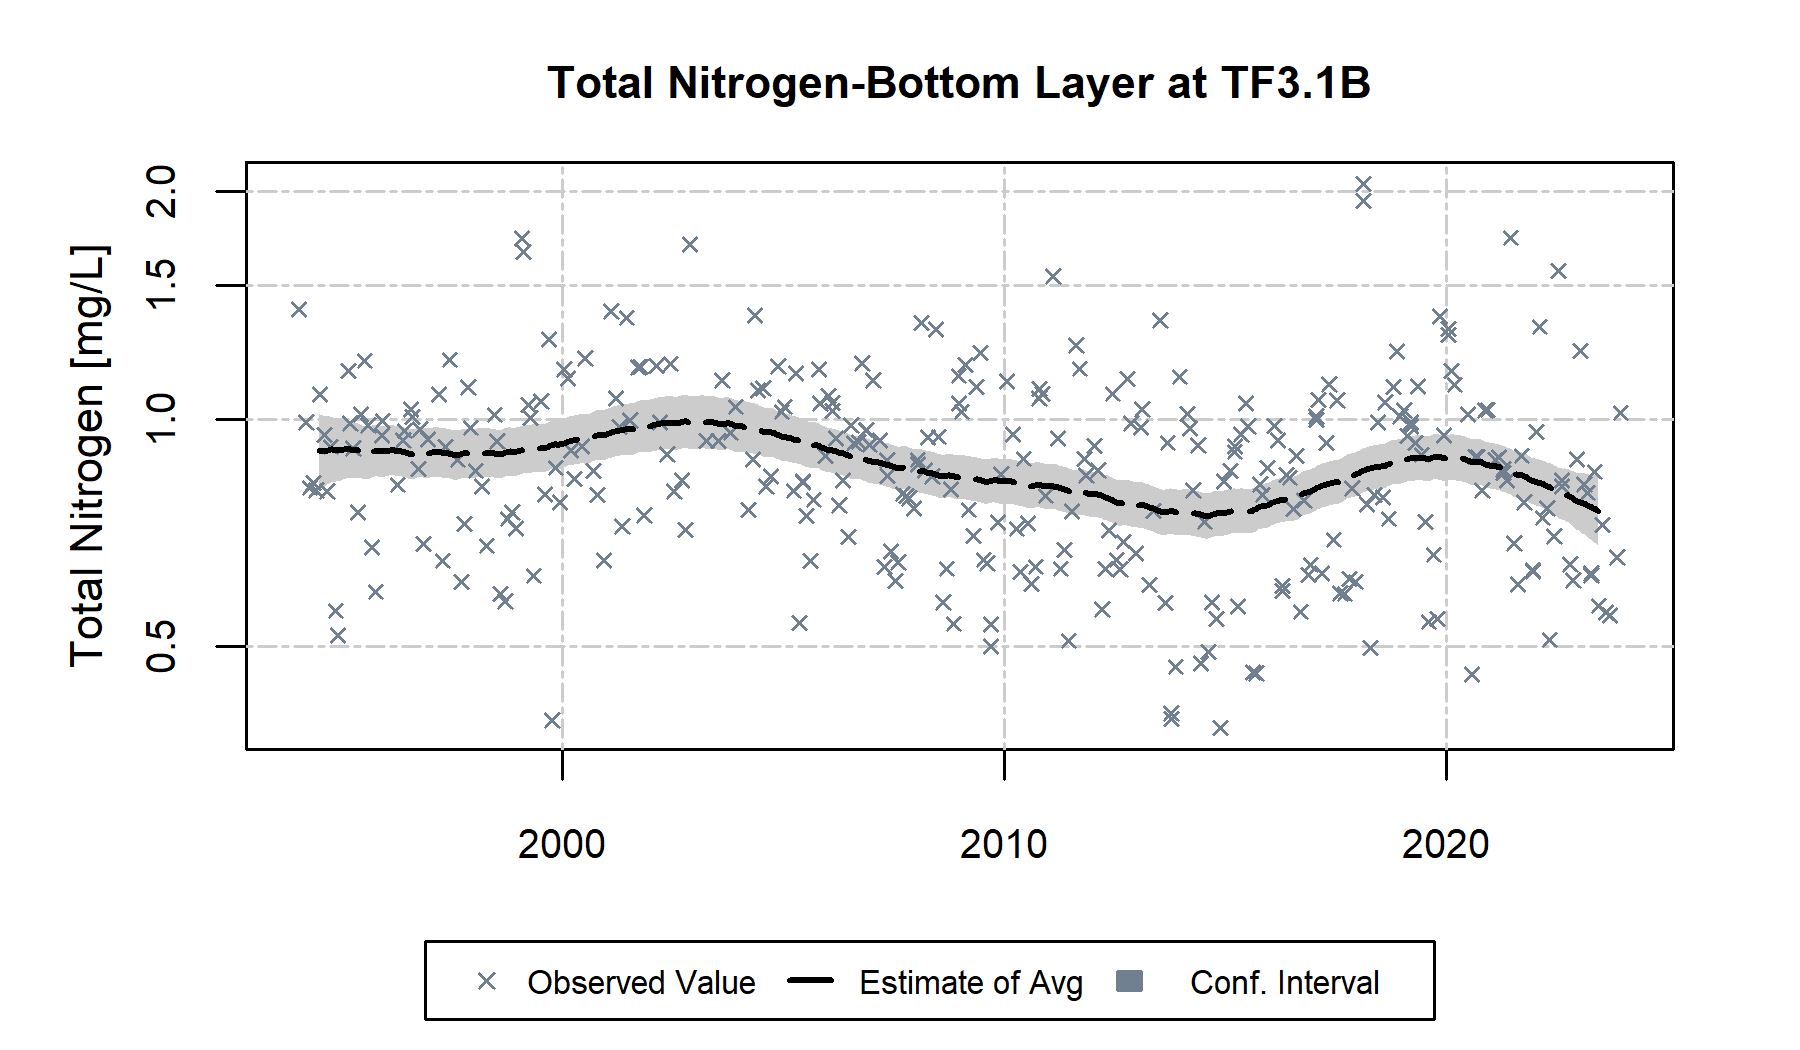 Total Nitrogen-Bottom Layer at TF3.1B
Total Nitrogen [mg/L]
2.0
1.5
1.0
0.5
2000 2010 2020
Observed Value Estimate of Avg Conf. Interval